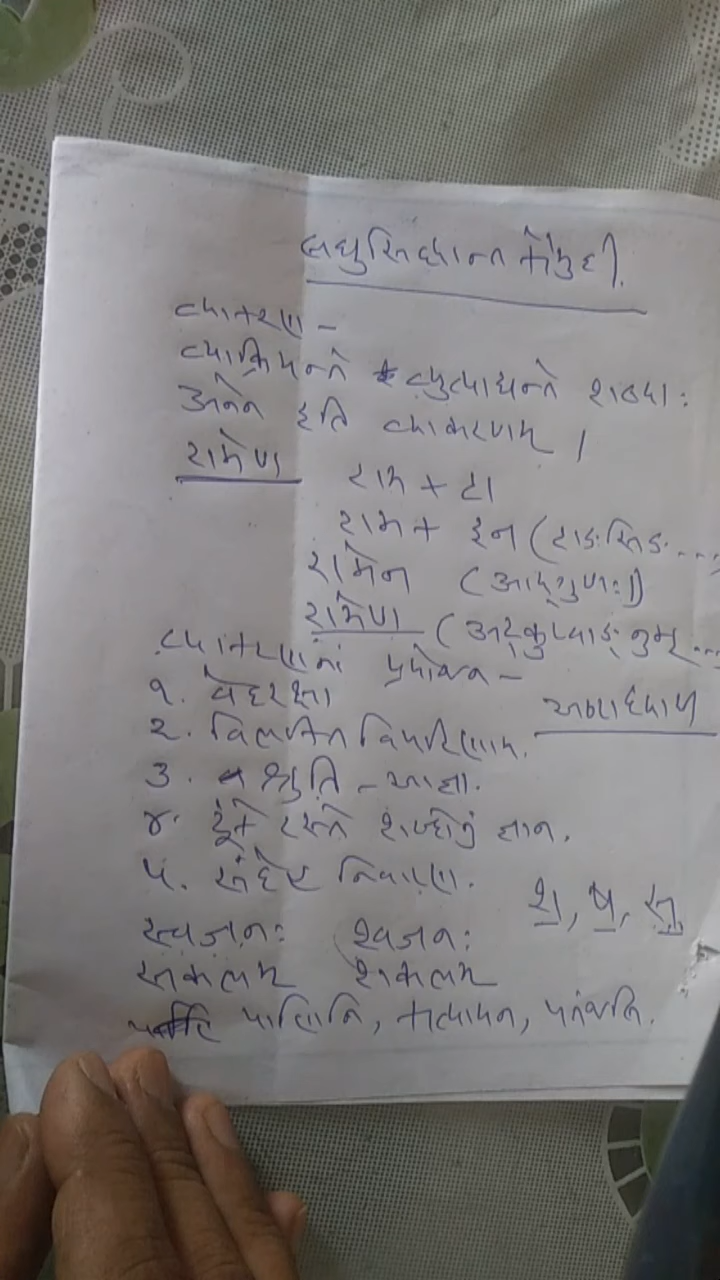 લઘુસિદ્ધાન્ત કૌમુદી.
વ્યાકરણ –
વ્યાક્રિયન્તે વ્યુત્પાદ્યન્તે શબ્દાઃ
અનેન ઇતિ વ્યાકરણમ્ ।
રામેણ રામ + ટા
રામ + ઇન (ટાઙસિઙ....
રામેન (આદ્ગુણઃ।)
રામેણ (અટ્કુપ્વાઙ્ નુમ્ ...
વ્યાકરણનાં પ્રયોજન –
૧. વેદરક્ષા
૨. વિભક્તિ વિપરિણામ.
૩. શ્રુતિ – આજ્ઞા.
૪. ટૂંકે રસ્તે શબ્દોનું જ્ઞાન.
૫. સંદેહ નિવારણ.
શ્, ષ્, સ્
સ્વજનઃ શ્વજનઃ
સકલમ્ શકલમ્
પાણિનિ, કાત્યાયન, પતંજલિ.